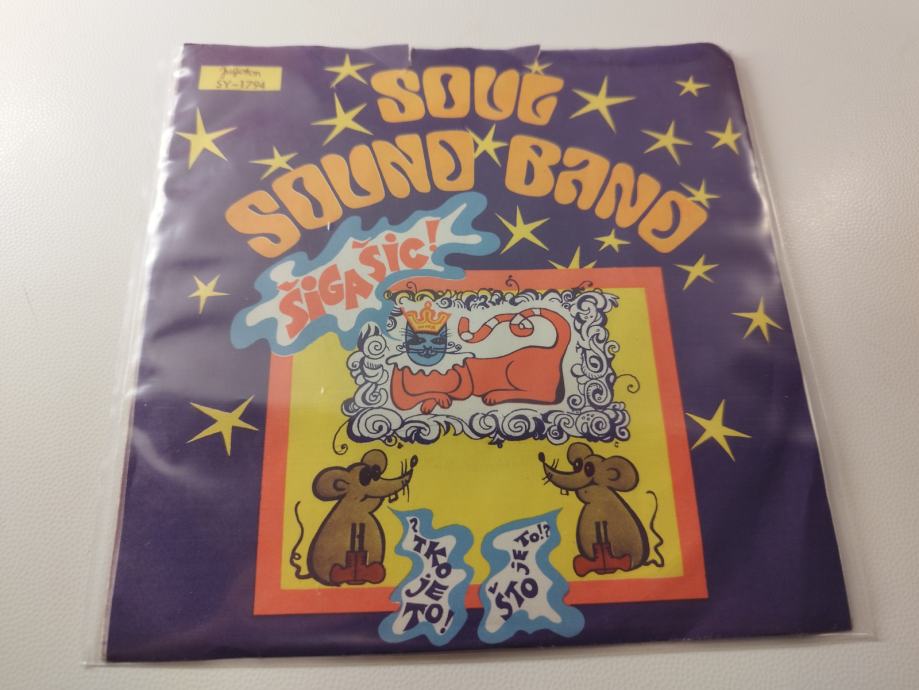 Jugoton
SY-1794
SOUL
SOUND BAND
ŠIGA ŠIC!
?TKO
JE
TO!
ŠTO JE TO!?